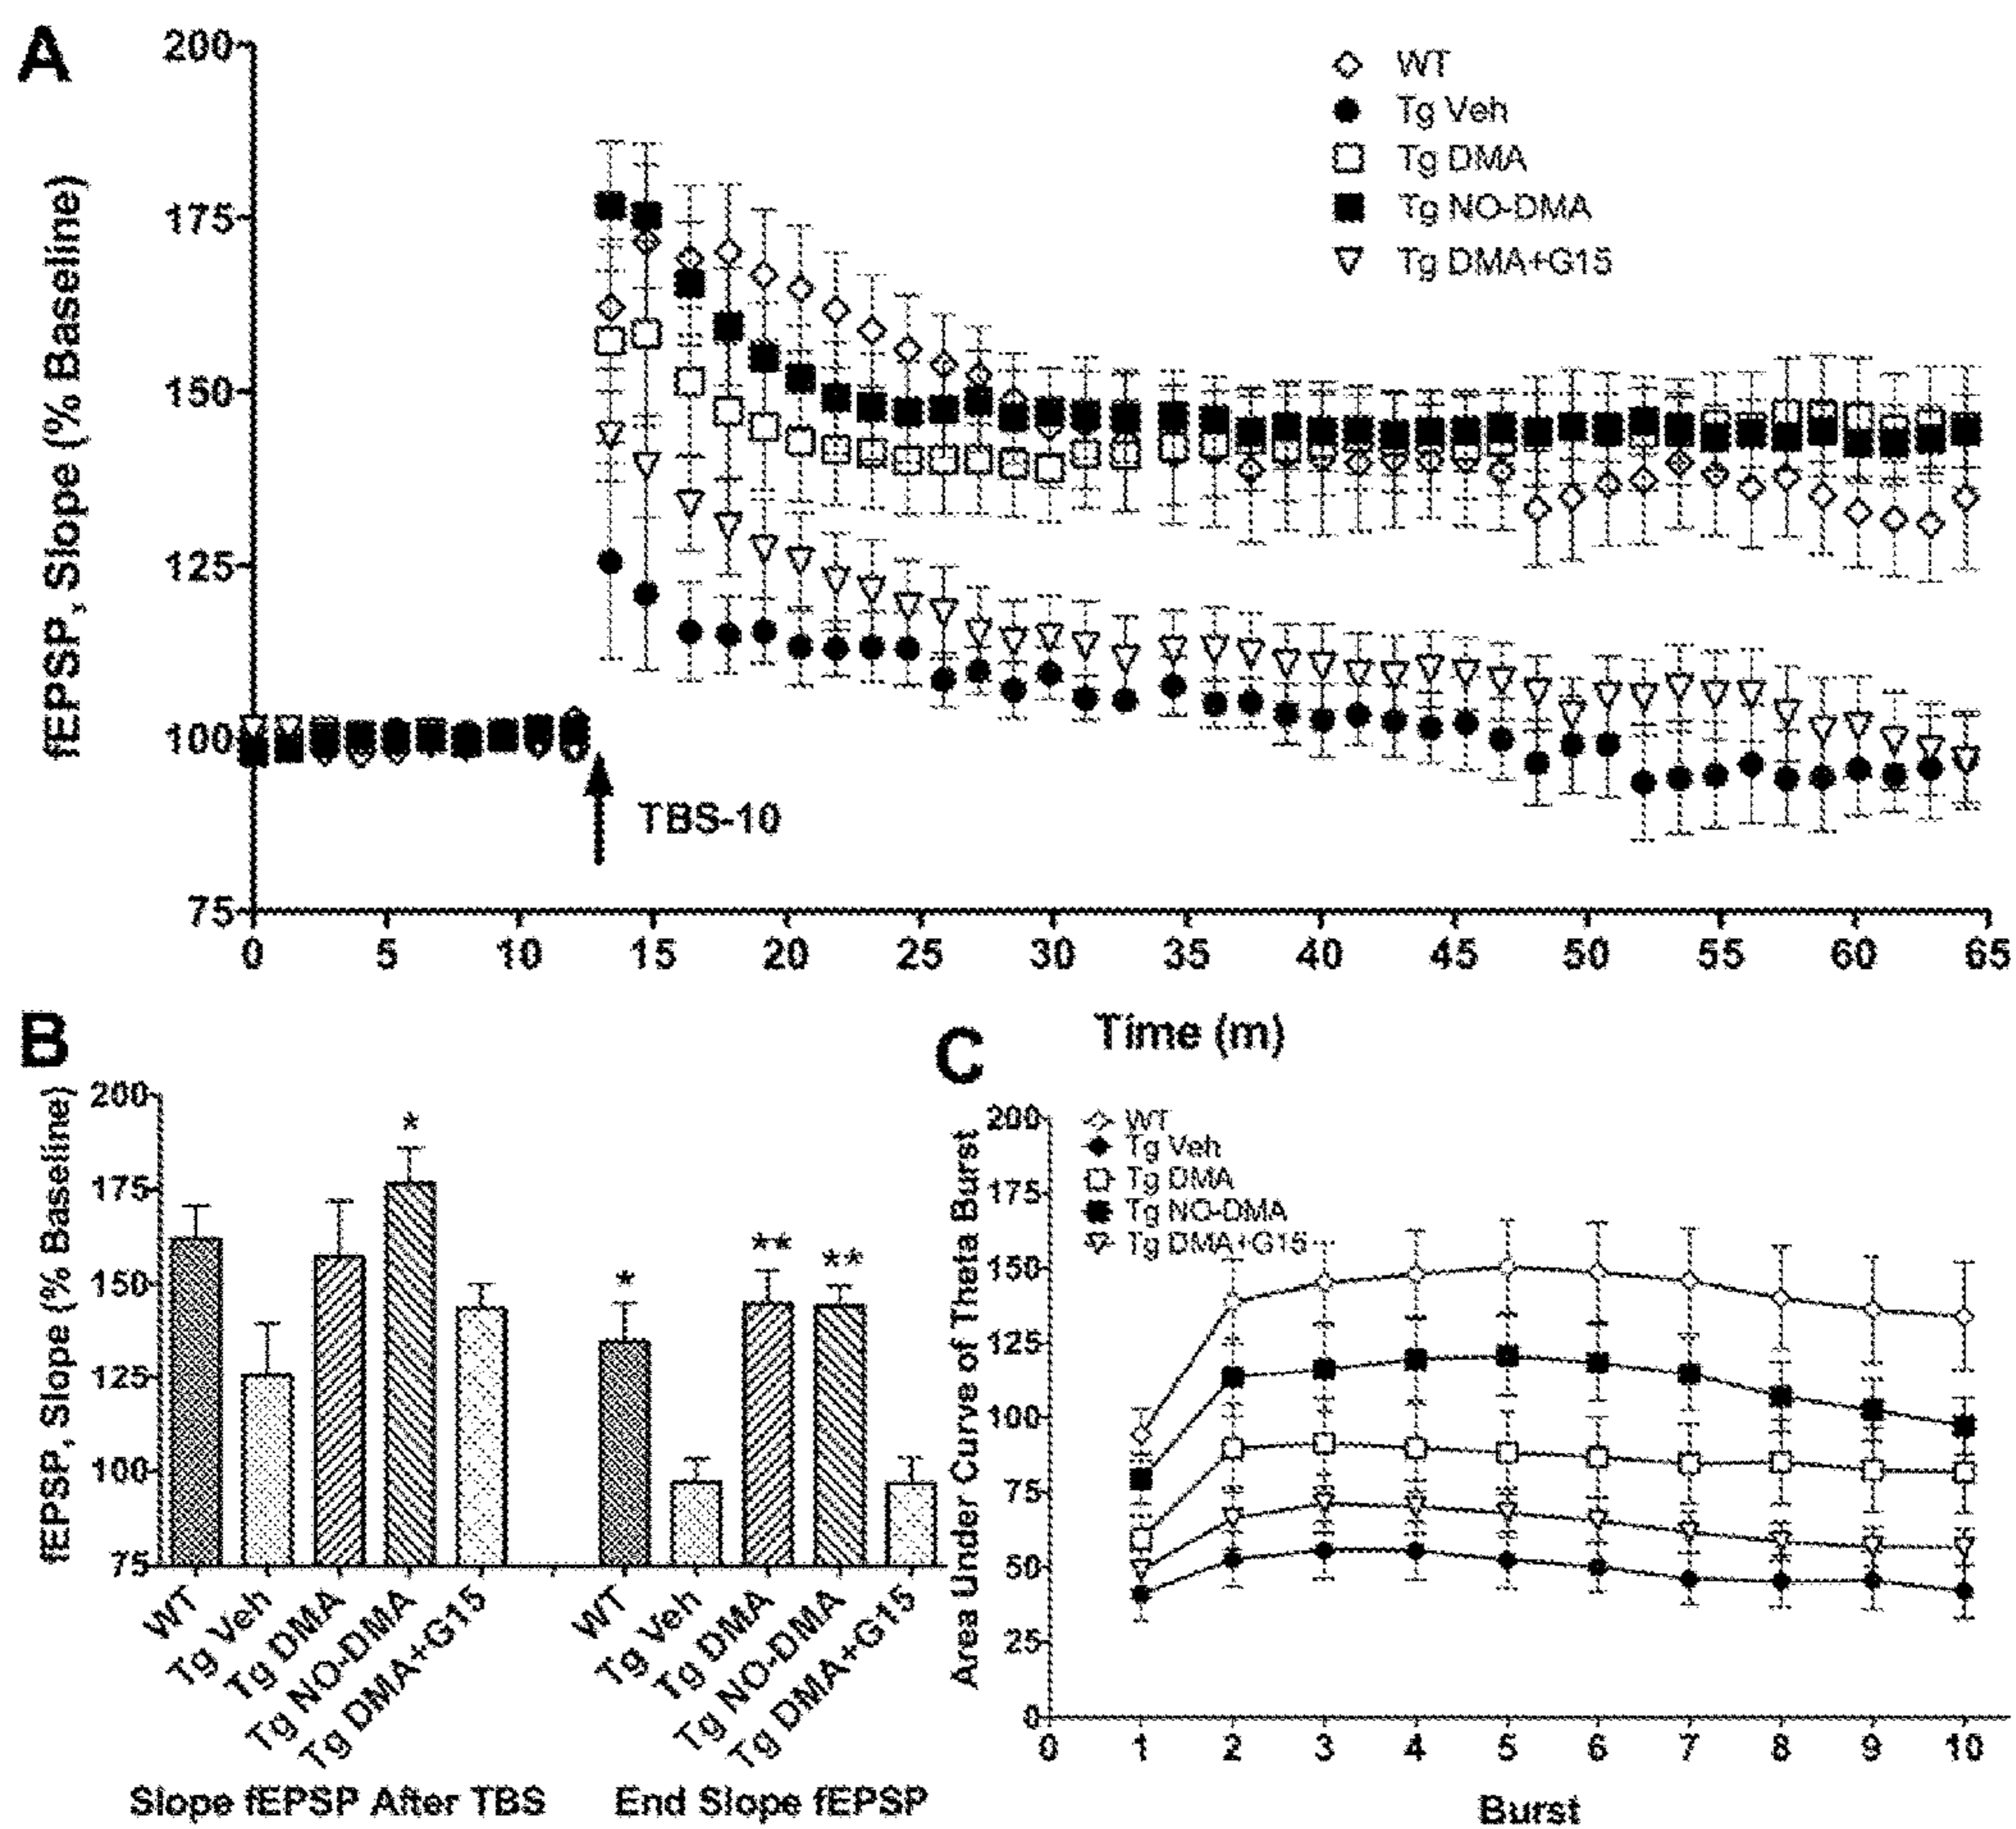 A
200
175
150
125
100
75
fEPSP, Slope (% Baseline)
WT
Tg Veh
Tg DMA
Tg NO-DMA
Tg DMA+G15
TBS-10
0 5 10 15 20 25 30 35 40 45 50 55 60 65
Time (m)
B
200
175
150
125
100
75
fEPSP, Slope (% Baseline)
*
*
**
**
WT
Tg Veh
Tg DMA
Tg NO-DMA
Tg DMA+G15
WT
Tg Veh
Tg DMA
Tg NO-DMA
Tg DMA+G15
Slope fEPSP After TBS
End Slope fEPSP
C
200
175
150
125
100
75
50
25
0
Area Under Curve of Theta Burst
WT
Tg Veh
Tg DMA
Tg NO-DMA
Tg DMA+G15
0 1 2 3 4 5 6 7 8 9 10
Burst